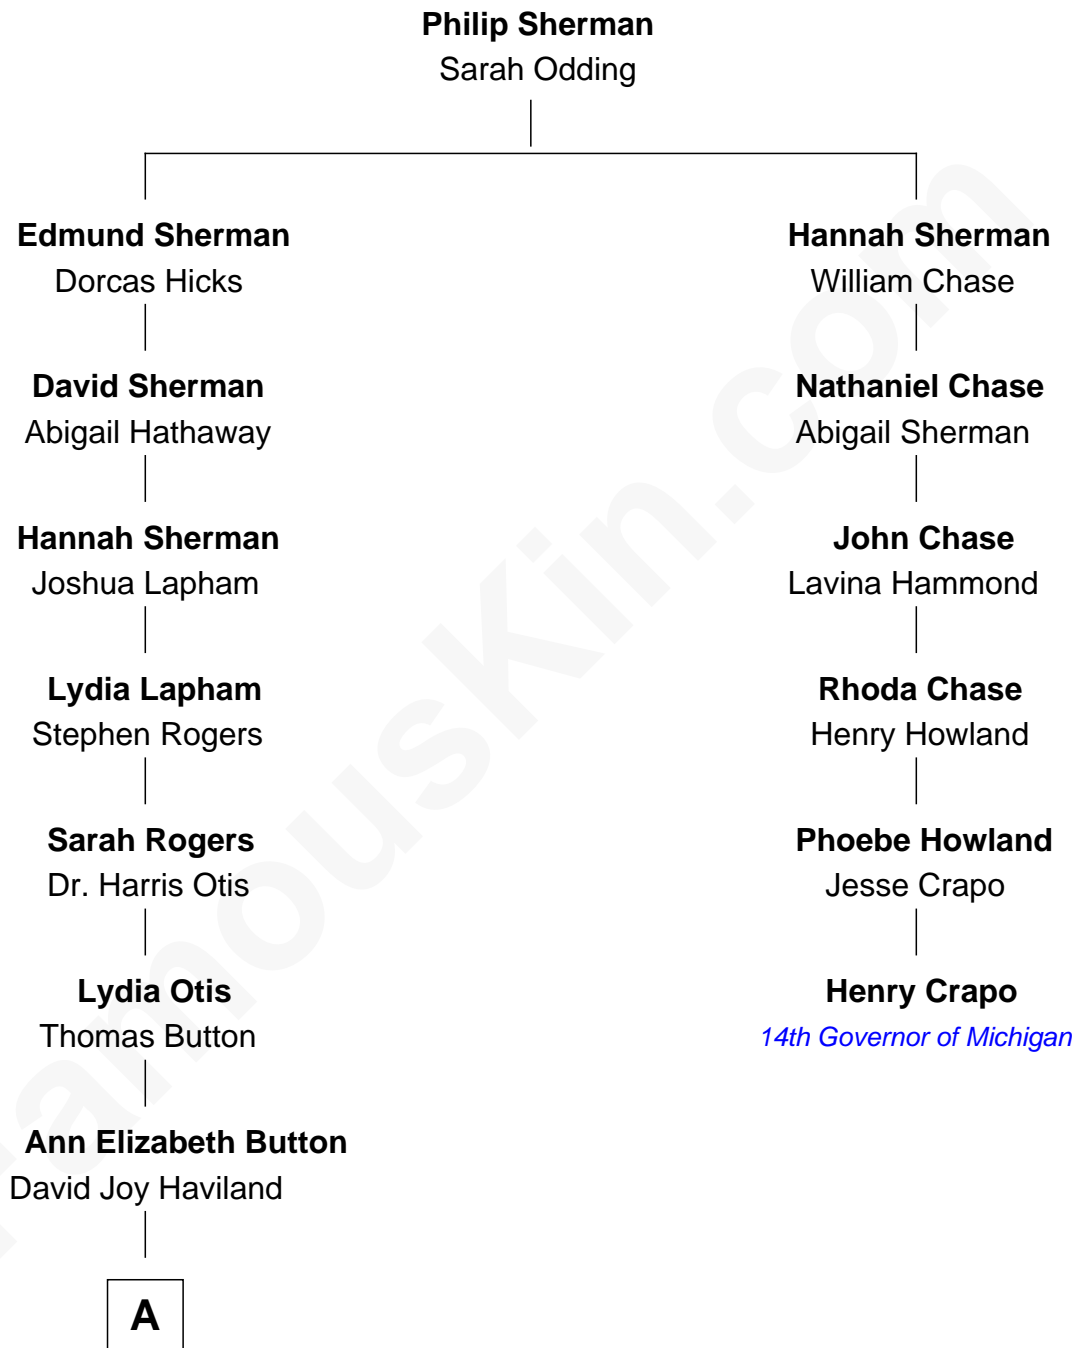 Philip Sherman
Sarah Odding
Edmund Sherman
Dorcas Hicks
Hannah Sherman
William Chase
David Sherman
Abigail Hathaway
Nathaniel Chase
Abigail Sherman
Hannah Sherman
Joshua Lapham
John Chase
Lavina Hammond
Lydia Lapham
Stephen Rogers
Rhoda Chase
Henry Howland
Sarah Rogers
Dr. Harris Otis
Phoebe Howland
Jesse Crapo
Lydia Otis
Thomas Button
Henry Crapo
14th Governor of Michigan
Ann Elizabeth Button
David Joy Haviland
A
FamousKin.com